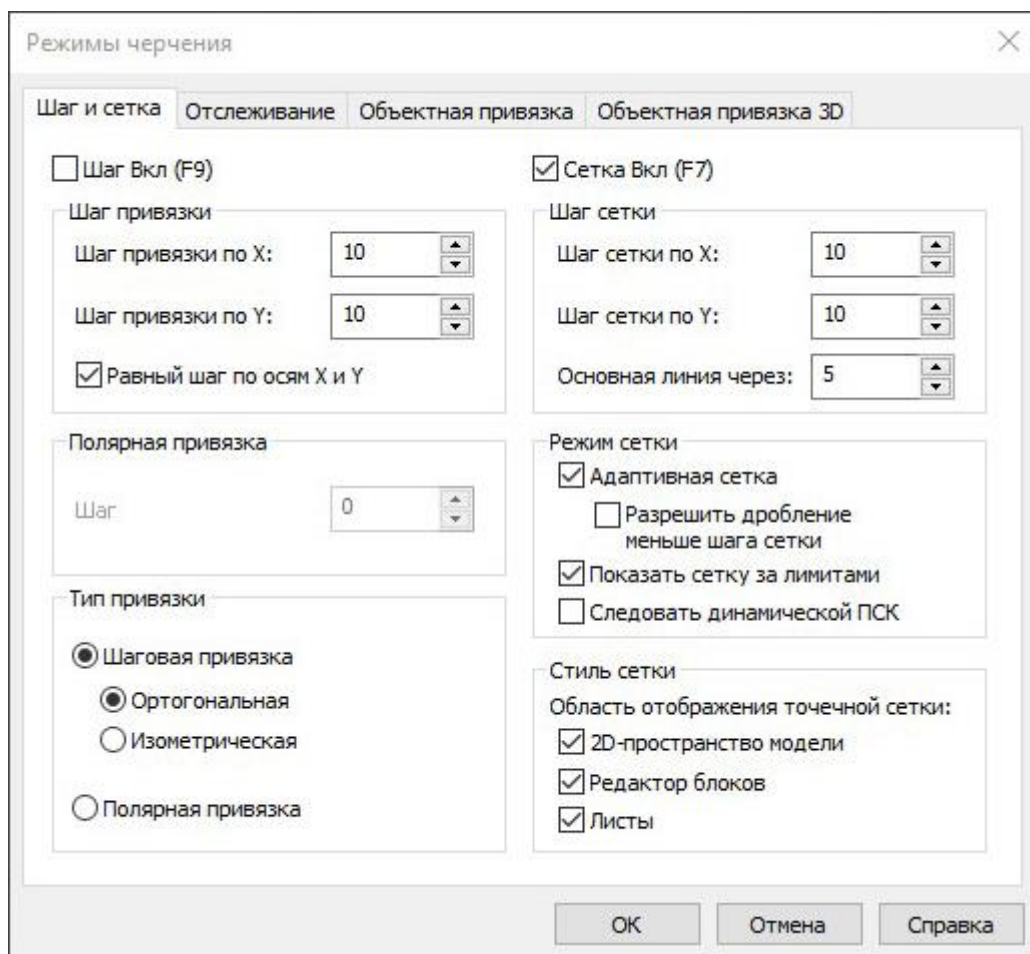 Режимы черчения
Шаг и сетка
Отслеживание
Объектная привязка
Объектная привязка 3D
Шаг Вкл (F9)
Шаг привязки
Шаг привязки по X:
10
Шаг привязки по Y:
10
Равный шаг по осям X и Y
Полярная привязка
Шаг
0
Тип привязки
Шаговая привязка
Ортогональная
Изометрическая
Полярная привязка
Сетка Вкл (F7)
Шаг сетки
Шаг сетки по X:
10
Шаг сетки по Y:
10
Основная линия через:
5
Режим сетки
Адаптивная сетка
Разрешить дробление
меньше шага сетки
Показать сетку за лимитами
Следовать динамической ПСК
Стиль сетки
Область отображения точечной сетки:
2D-пространство модели
Редактор блоков
Листы
ОК
Отмена
Справка